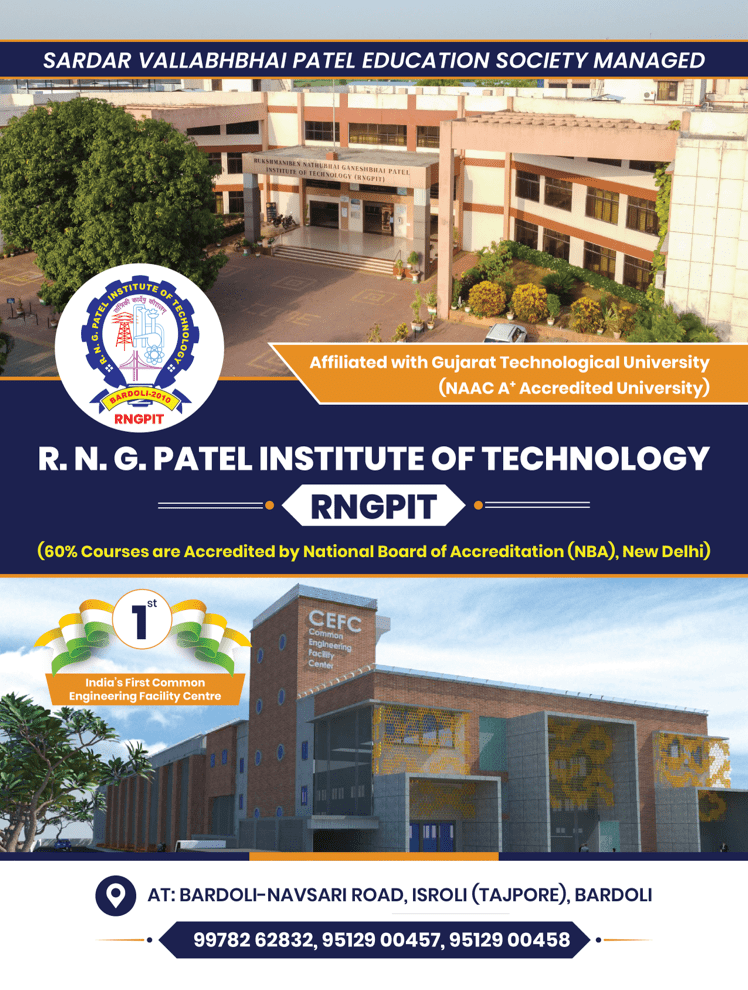 SARDAR VALLABHBHAI PATEL EDUCATION SOCIETY MANAGED
RUKSHMANIBEN NATHUBHAI GANESHBHAI PATEL
INSTITUTE OF TECHNOLOGY (RNGPIT)
R. N. G. PATEL INSTITUTE OF TECHNOLOGY
BARDOLI-2010
RNGPIT
Affiliated with Gujarat Technological University
(NAAC A+ Accredited University)
R. N. G. PATEL INSTITUTE OF TECHNOLOGY
RNGPIT
(60% Courses are Accredited by National Board of Accreditation (NBA), New Delhi)
1st
India's First Common
Engineering Facility Centre
CEFC
Common
Engineering
Facility
Center
AT: BARDOLI-NAVSARI ROAD, ISROLI (TAJPORE), BARDOLI
99782 62832, 95129 00457, 95129 00458